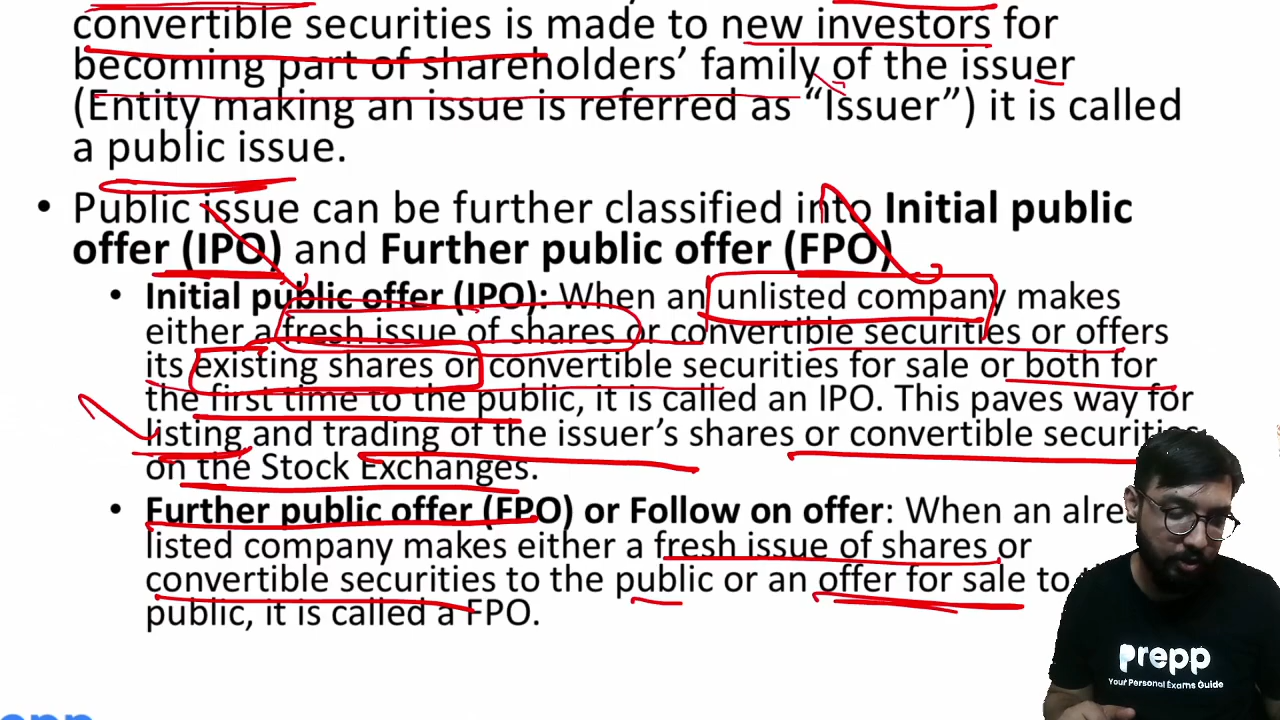 convertible securities is made to new investors for
becoming part of shareholders’ family of the issuer
(Entity making an issue is referred as “Issuer”) it is called
a public issue.
• Public issue can be further classified into Initial public
offer (IPO) and Further public offer (FPO)
• Initial public offer (IPO): When an unlisted company makes
either a fresh issue of shares or convertible securities or offers
its existing shares or convertible securities for sale or both for
the first time to the public, it is called an IPO. This paves way for
listing and trading of the issuer’s shares or convertible securities
on the Stock Exchanges.
• Further public offer (FPO) or Follow on offer: When an
listed company makes either a fresh issue of shares or
convertible securities to the public or an offer for sale to
public, it is called a FPO.
prepp
Your Personal Exams Guide